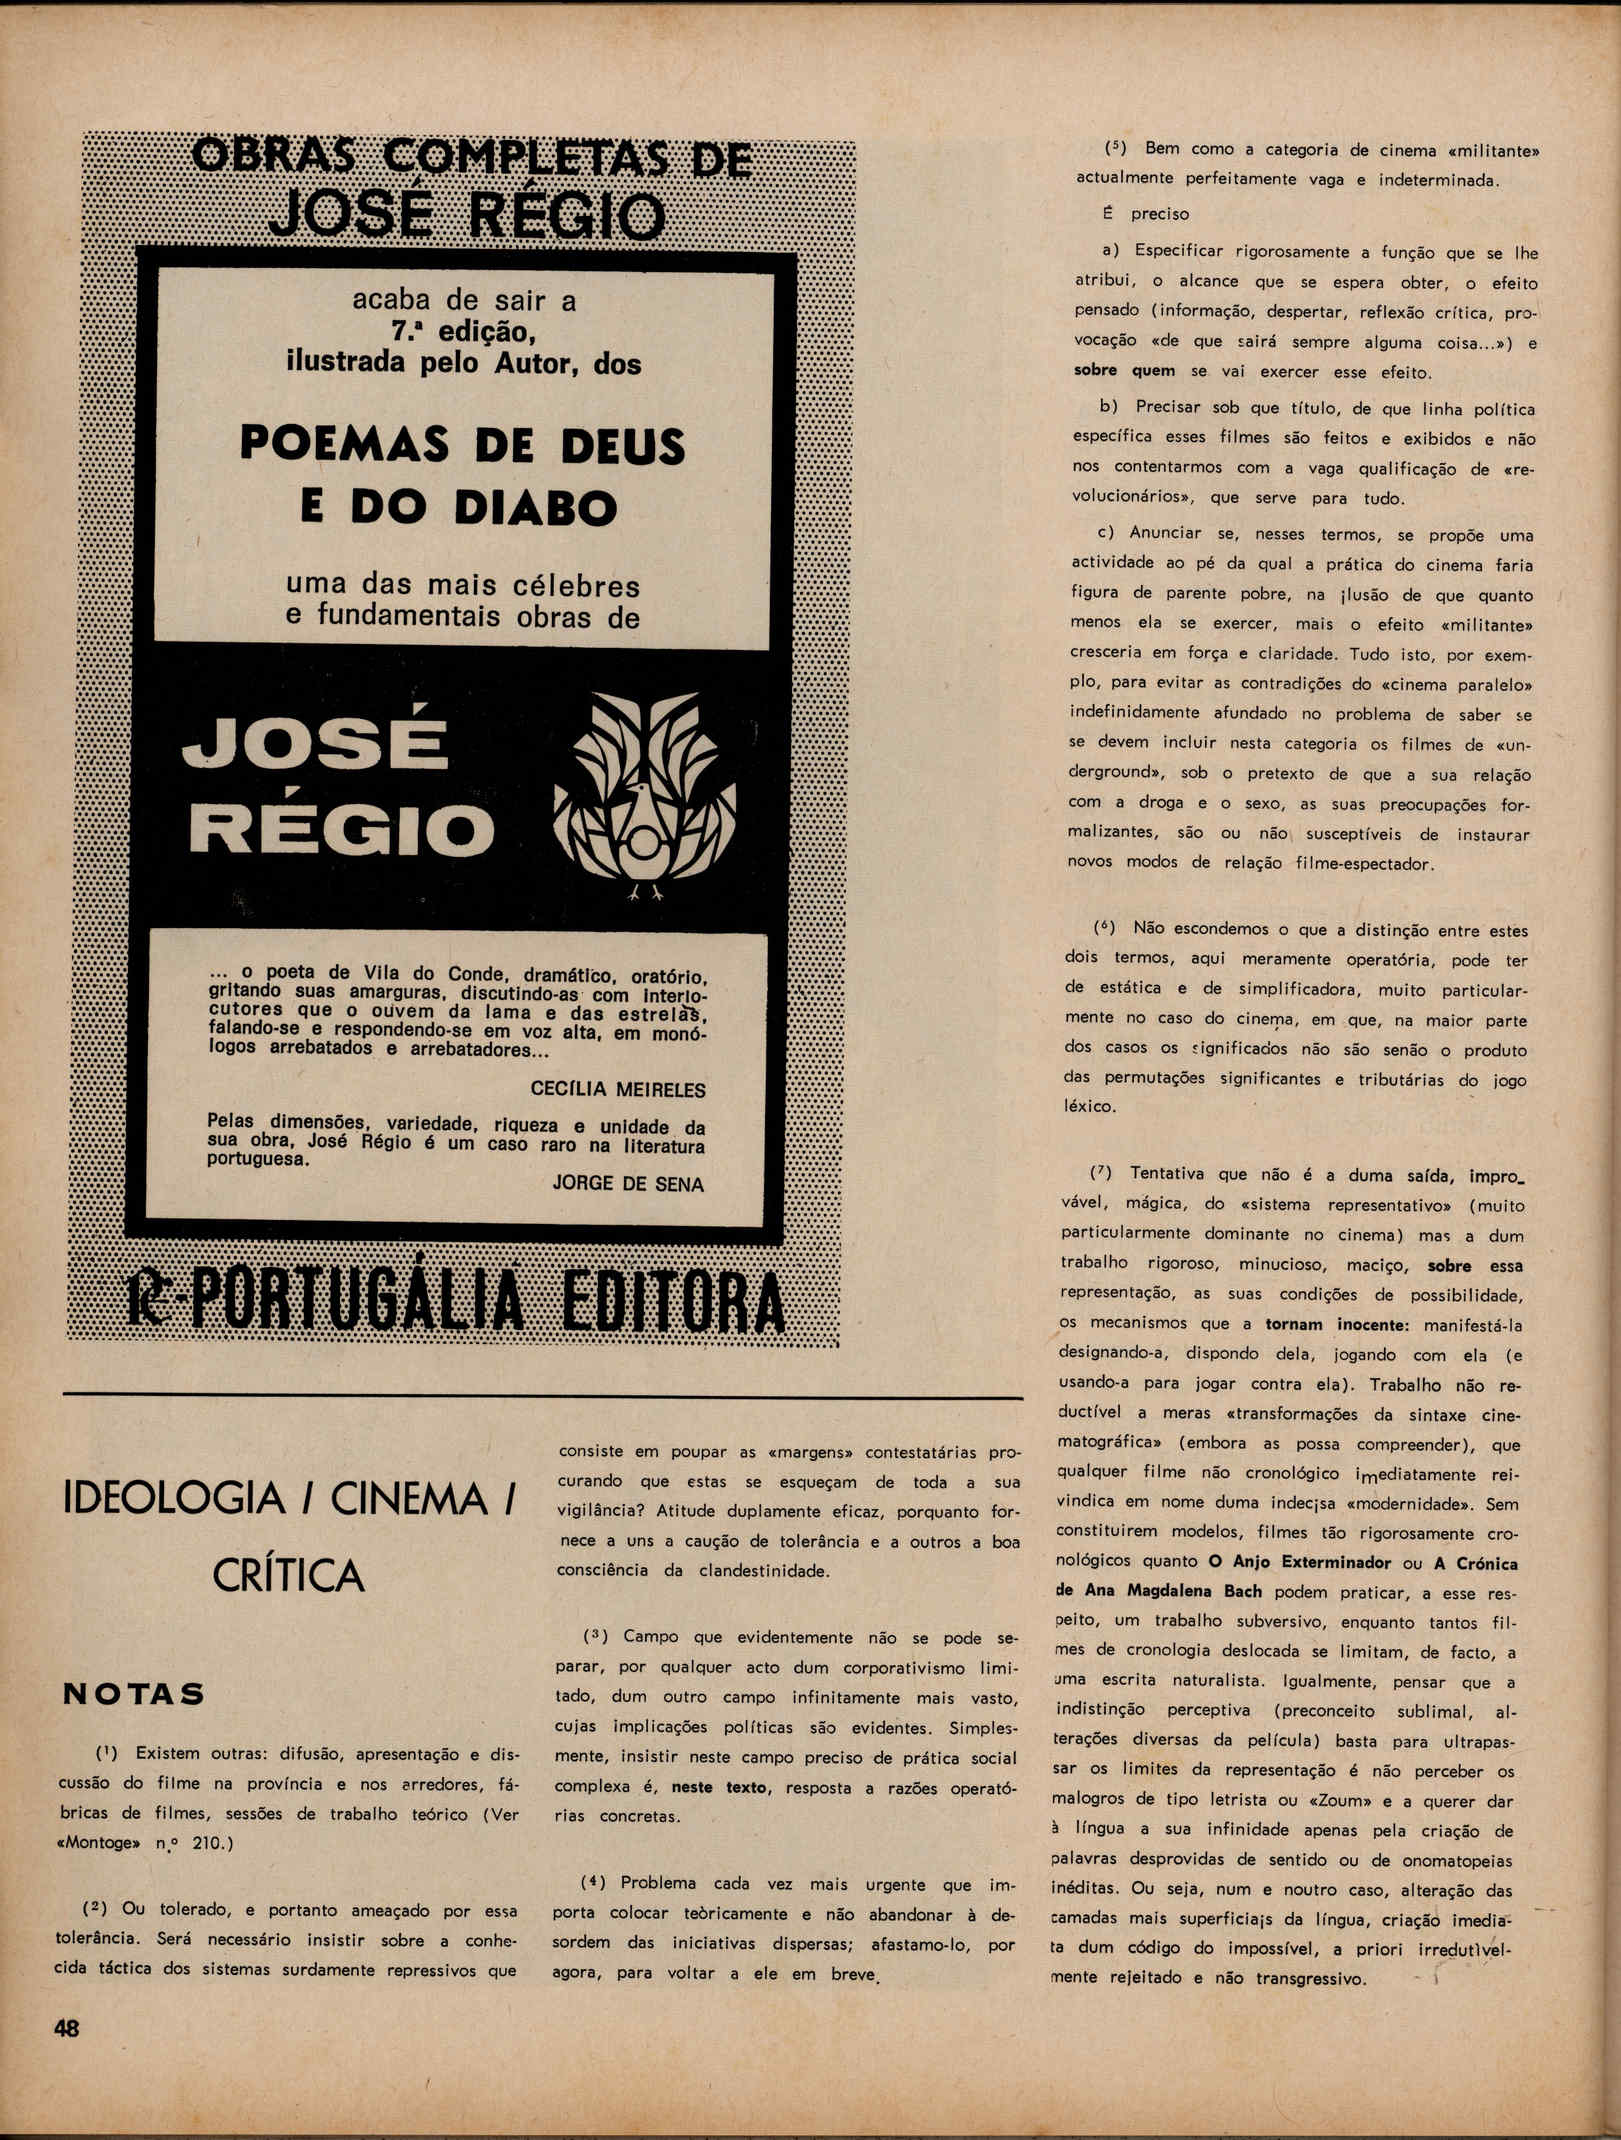 OBRAS COMPLETAS DE
JOSÉ RÉGIO
acaba de sair a
7.ª edição,
ilustrada pelo Autor, dos
POEMAS DE DEUS
E DO DIABO
uma das mais célebres
e fundamentais obras de
JOSÉ
RÉGIO
... o poeta de Vila do Conde, dramático, oratório,
gritando suas amarguras, discutindo-as com interlo-
cutores que o ouvem da lama e das estrelas,
falando-se e respondendo-se em voz alta, em monó-
logos arrebatados e arrebatadores...
CECÍLIA MEIRELES
Pelas dimensões, variedade, riqueza e unidade da
sua obra, José Régio é um caso raro na literatura
portuguesa.
JORGE DE SENA
PORTUGÁLIA EDITORA
IDEOLOGIA / CINEMA /
CRÍTICA
NOTAS
(1) Existem outras: difusão, apresentação e dis-
cussão do filme na província e nos arredores, fá-
bricas de filmes, sessões de trabalho teórico (Ver
«Montoge» n.º 210.)
(2) Ou tolerado, e portanto ameaçado por essa
tolerância. Será necessário insistir sobre a conhe-
cida táctica dos sistemas surdamente repressivos que
consiste em poupar as «margens» contestatárias pro-
curando que estas se esqueçam de toda a sua
vigilância? Atitude duplamente eficaz, porquanto for-
nece a uns a caução de tolerância e a outros a boa
consciência da clandestinidade.
(3) Campo que evidentemente não se pode se-
parar, por qualquer acto dum corporativismo limi-
tado, dum outro campo infinitamente mais vasto,
cujas implicações políticas são evidentes. Simples-
mente, insistir neste campo preciso de prática social
complexa é, neste texto, resposta a razões operató-
rias concretas.
(4) Problema cada vez mais urgente que im-
porta colocar teòricamente e não abandonar à de-
sordem das iniciativas dispersas; afastamo-lo, por
agora, para voltar a ele em breve.
(5) Bem como a categoria de cinema «militante»
actualmente perfeitamente vaga e indeterminada.
É preciso
a) Especificar rigorosamente a função que se lhe
atribui, o alcance que se espera obter, o efeito
pensado (informação, despertar, reflexão crítica, pro-
vocação «de que sairá sempre alguma coisa...») e
sobre quem se vai exercer esse efeito.
b) Precisar sob que título, de que linha política
específica esses filmes são feitos e exibidos e não
nos contentarmos com a vaga qualificação de «re-
volucionários», que serve para tudo.
c) Anunciar se, nesses termos, se propõe uma
actividade ao pé da qual a prática do cinema faria
figura de parente pobre, na ilusão de que quanto
menos ela se exercer, mais o efeito «militante»
cresceria em força e claridade. Tudo isto, por exem-
plo, para evitar as contradições do «cinema paralelo»
indefinidamente afundado no problema de saber se
se devem incluir nesta categoria os filmes de «un-
derground», sob o pretexto de que a sua relação
com a droga e o sexo, as suas preocupações for-
malizantes, são ou não susceptíveis de instaurar
novos modos de relação filme-espectador.
(6) Não escondemos o que a distinção entre estes
dois termos, aqui meramente operatória, pode ter
de estática e de simplificadora, muito particular-
mente no caso do cinema, em que, na maior parte
dos casos os significados não são senão o produto
das permutações significantes e tributárias do jogo
léxico.
(7) Tentativa que não é a duma saída, impro_
vável, mágica, do «sistema representativo» (muito
particularmente dominante no cinema) mas a dum
trabalho rigoroso, minucioso, maciço, sobre essa
representação, as suas condições de possibilidade,
os mecanismos que a tornam inocente: manifestá-la
designando-a, dispondo dela, jogando com ela (e
usando-a para jogar contra ela). Trabalho não re-
ductível a meras «transformações da sintaxe cine-
matográfica» (embora as possa compreender), que
qualquer filme não cronológico imediatamente rei-
vindica em nome duma indecisa «modernidade». Sem
constituirem modelos, filmes tão rigorosamente cro-
nológicos quanto O Anjo Exterminador ou A Crónica
de Ana Magdalena Bach podem praticar, a esse res-
peito, um trabalho subversivo, enquanto tantos fil-
mes de cronologia deslocada se limitam, de facto, a
uma escrita naturalista. Igualmente, pensar que a
indistinção perceptiva (preconceito sublimal, al-
terações diversas da película) basta para ultrapas-
sar os limites da representação é não perceber os
malogros de tipo letrista ou «Zoum» e a querer dar
à língua a sua infinidade apenas pela criação de
palavras desprovidas de sentido ou de onomatopeias
inéditas. Ou seja, num e noutro caso, alteração das
camadas mais superficiais da língua, criação imedia-
ta dum código do impossível, a priori irredutìvel-
mente rejeitado e não transgressivo.
48